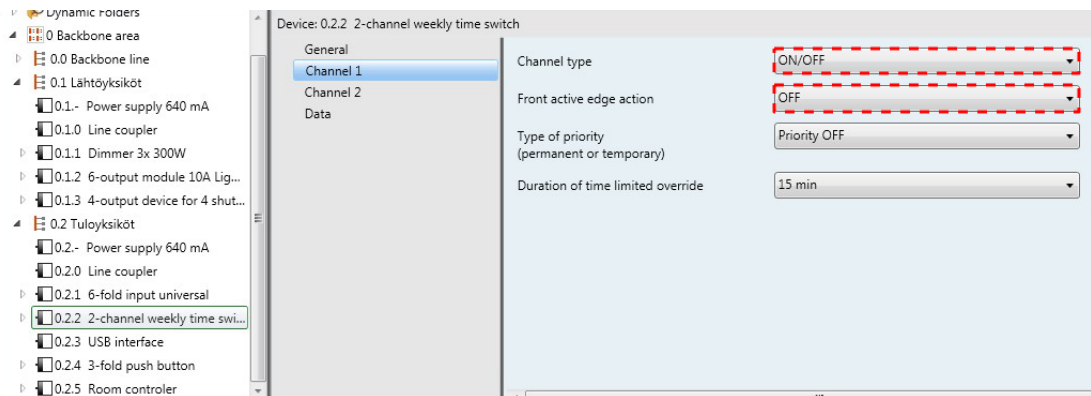 Dynamic Folders
0 Backbone area
0.0 Backbone line
0.1 Lähtöyksiköt
0.1.- Power supply 640 mA
0.1.0 Line coupler
0.1.1 Dimmer 3x 300W
0.1.2 6-output module 10A Lig...
0.1.3 4-output device for 4 shut...
0.2 Tuloyksiköt
0.2.- Power supply 640 mA
0.2.0 Line coupler
0.2.1 6-fold input universal
0.2.2 2-channel weekly time swi...
0.2.3 USB interface
0.2.4 3-fold push button
0.2.5 Room controler
Device: 0.2.2 2-channel weekly time switch
General
Channel 1
Channel 2
Data
Channel type ON/OFF
Front active edge action OFF
Type of priority Priority OFF
(permanent or temporary)
Duration of time limited override 15 min